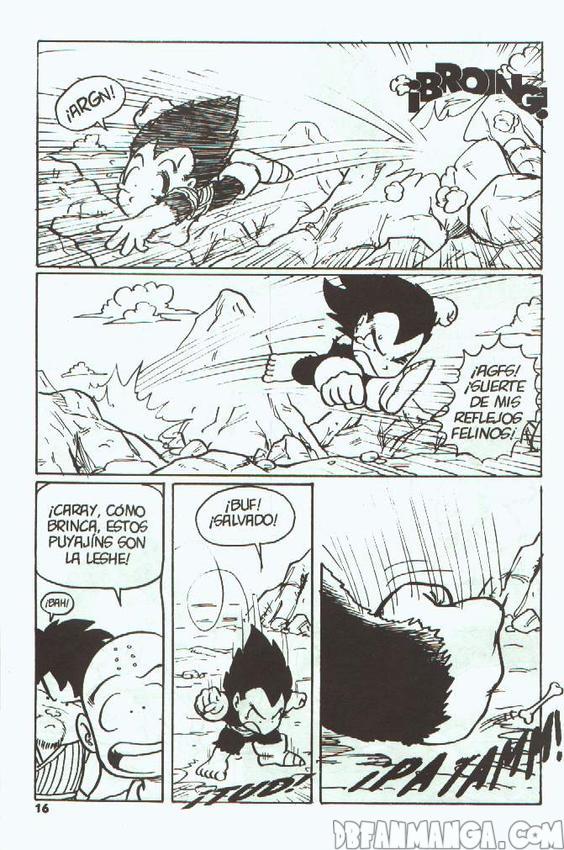 ¡ARGN!
¡BROING!
¡AGFS!
¡SUERTE
DE MIS
REFLEJOS
FELINOS!
¡CARAY, CÓMO
BRINCA, ESTOS
PUYAJÍNS SON
LA LESHE!
¡BAH!
¡BUF!
¡SALVADO!
¡TUD!
¡PATAMM!
16
DBFANMANGA.COM